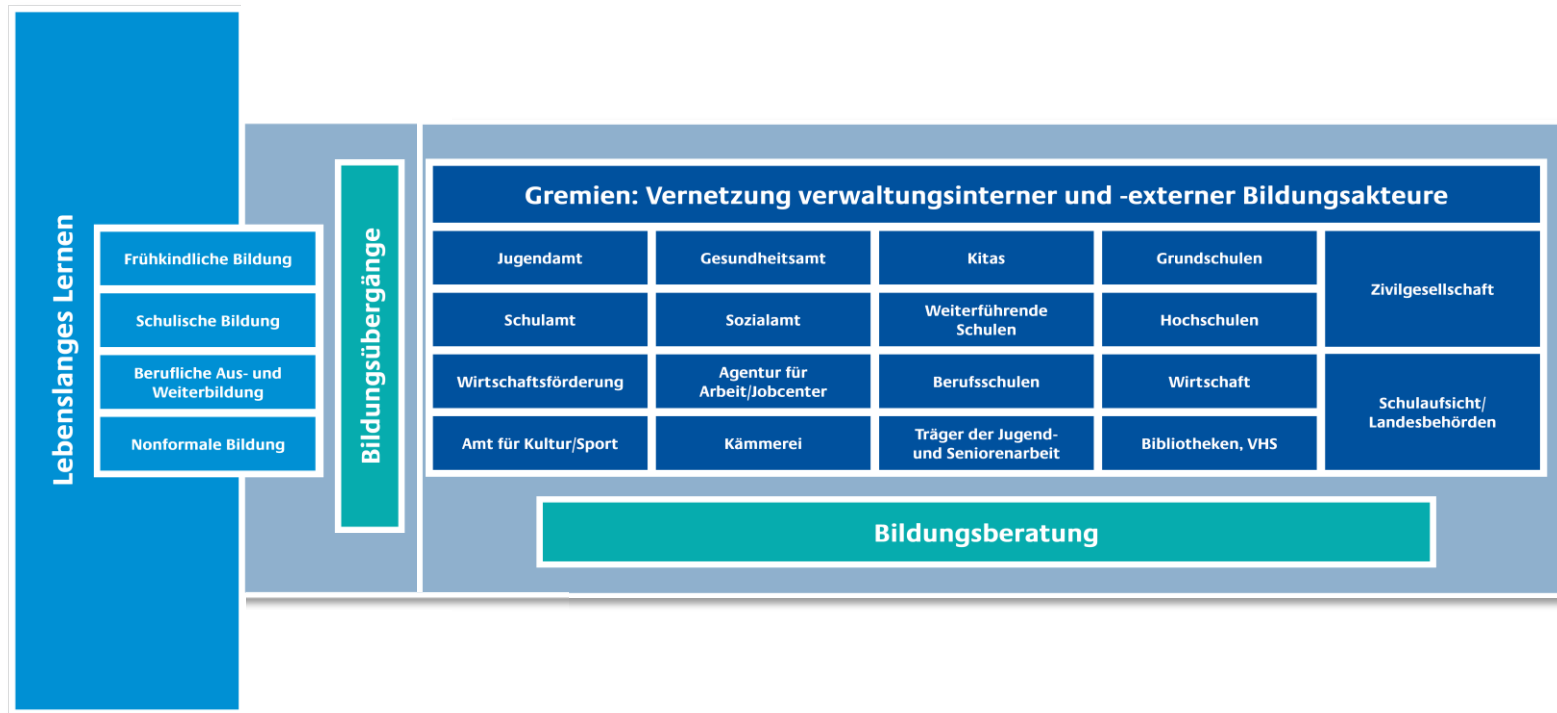 Lebenslanges Lernen
Frühkindliche Bildung
Schulische Bildung
Berufliche Aus- und
Weiterbildung
Nonformale Bildung
Bildungsübergänge
Gremien: Vernetzung verwaltungsinterner und -externer Bildungsakteure
Jugendamt
Gesundheitsamt
Kitas
Grundschulen
Zivilgesellschaft
Schulamt
Sozialamt
Weiterführende
Schulen
Hochschulen
Wirtschaftsförderung
Agentur für
Arbeit/Jobcenter
Berufsschulen
Wirtschaft
Schulaufsicht/
Landesbehörden
Amt für Kultur/Sport
Kämmerei
Träger der Jugend-
und Seniorenarbeit
Bibliotheken, VHS
Bildungsberatung